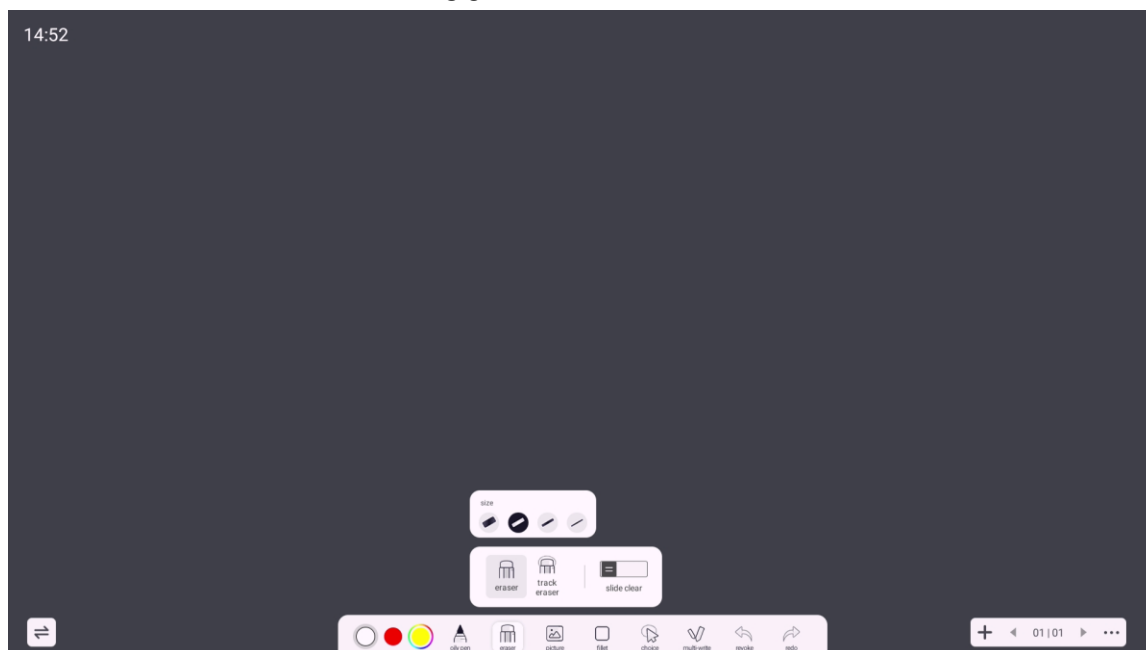 14:52
size
eraser
track
eraser
slide clear
oily pen
eraser
picture
fillet
choice
multi write
revoke
redo
01|01